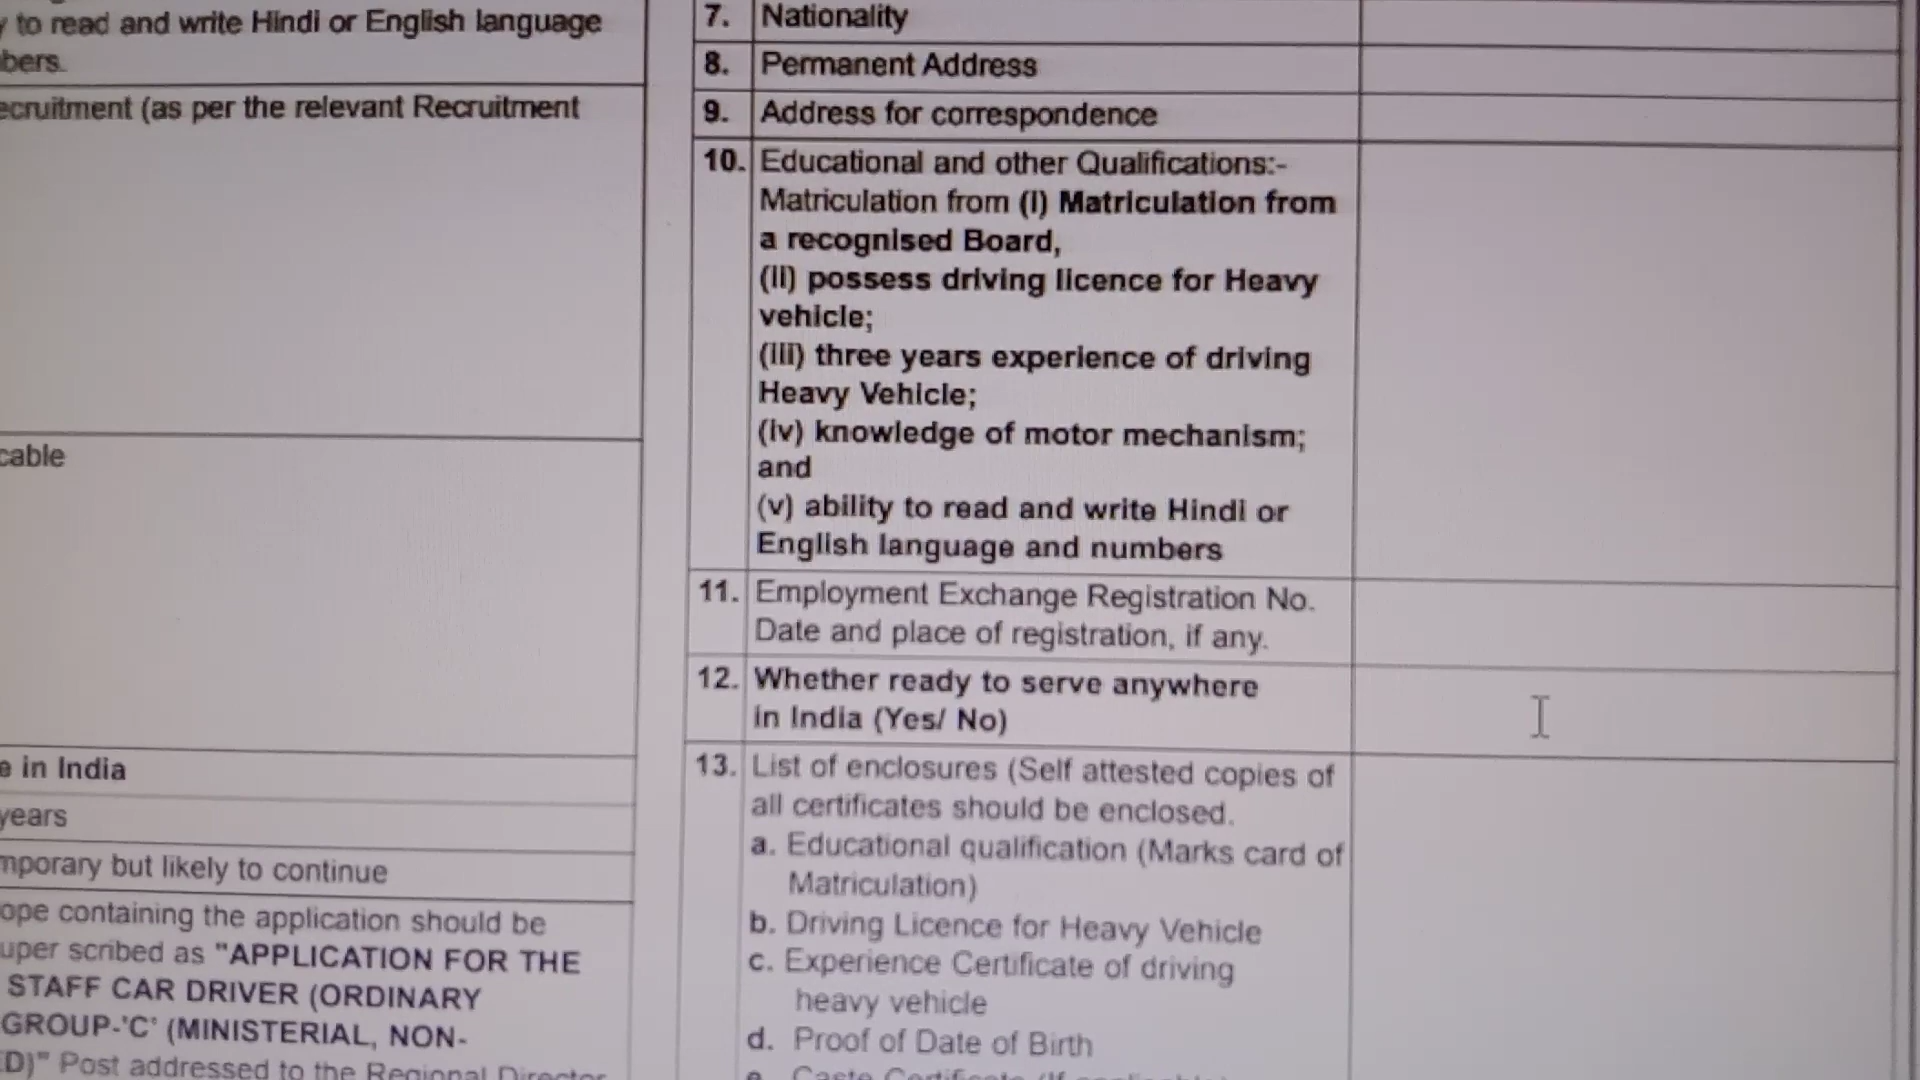 to read and write Hindi or English language
ecruitment (as per the relevant Recruitment
e in India
years
mporary but likely to continue
ope containing the application should be
uper scribed as "APPLICATION FOR THE
STAFF CAR DRIVER (ORDINARY
GROUP-'C' (MINISTERIAL, NON-
ED)" Post addressed to the Regional Director
7. Nationality
8. Permanent Address
9. Address for correspondence
10. Educational and other Qualifications:-
Matriculation from (i) Matriculation from
a recognised Board,
(ii) possess driving licence for Heavy
vehicle;
(iii) three years experience of driving
Heavy Vehicle;
(iv) knowledge of motor mechanism;
and
(v) ability to read and write Hindi or
English language and numbers
11. Employment Exchange Registration No.
Date and place of registration, if any.
12. Whether ready to serve anywhere
in India (Yes/ No)
13. List of enclosures (Self attested copies of
all certificates should be enclosed.
a. Educational qualification (Marks card of
Matriculation)
b. Driving Licence for Heavy Vehicle
c. Experience Certificate of driving
heavy vehicle
d. Proof of Date of Birth
e. Caste Certificate (If applicable)